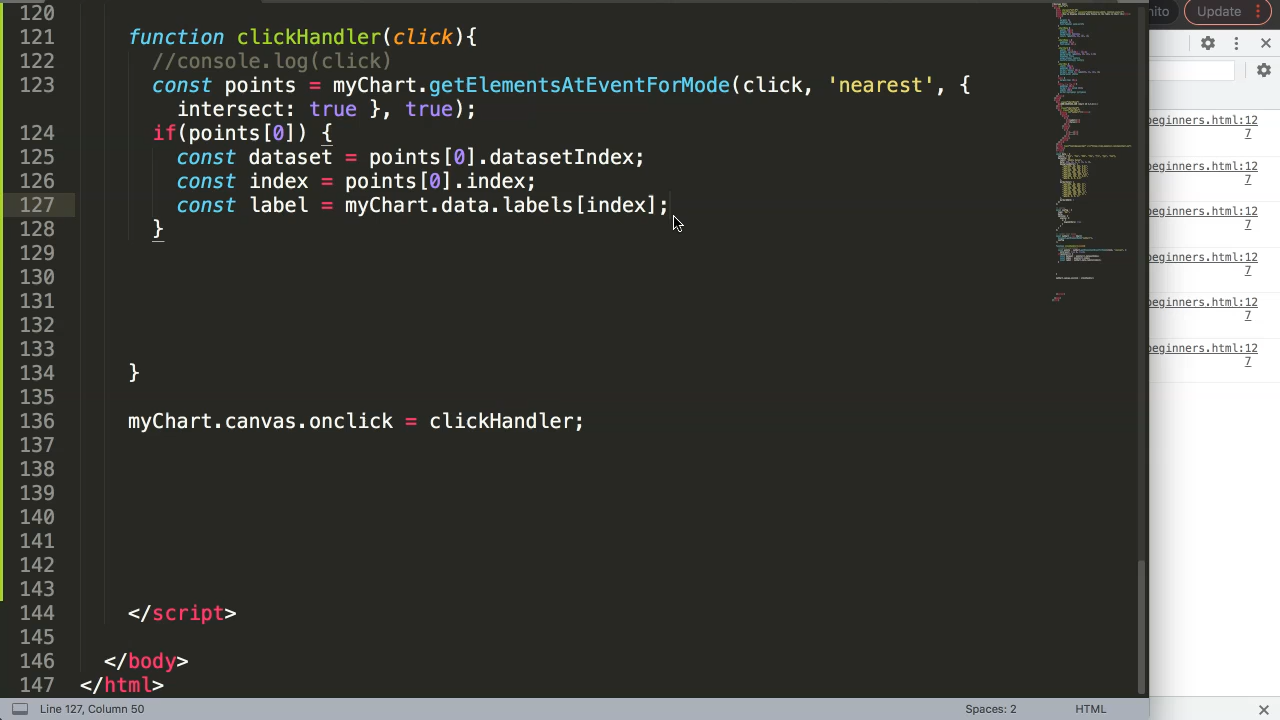 120
121 function clickHandler(click){
122 //console.log(click)
123 const points = myChart.getElementsAtEventForMode(click, 'nearest', {
intersect: true }, true);
124 if(points[0]) {
125 const dataset = points[0].datasetIndex;
126 const index = points[0].index;
127 const label = myChart.data.labels[index];
128 }
129
130
131
132
133
134 }
135
136 myChart.canvas.onclick = clickHandler;
137
138
139
140
141
142
143
144 </script>
145
146 </body>
147 </html>
Line 127, Column 50
Spaces: 2
HTML
nito
Update
beginners.html:12
7
beginners.html:12
7
beginners.html:12
7
beginners.html:12
7
beginners.html:12
7
beginners.html:12
7